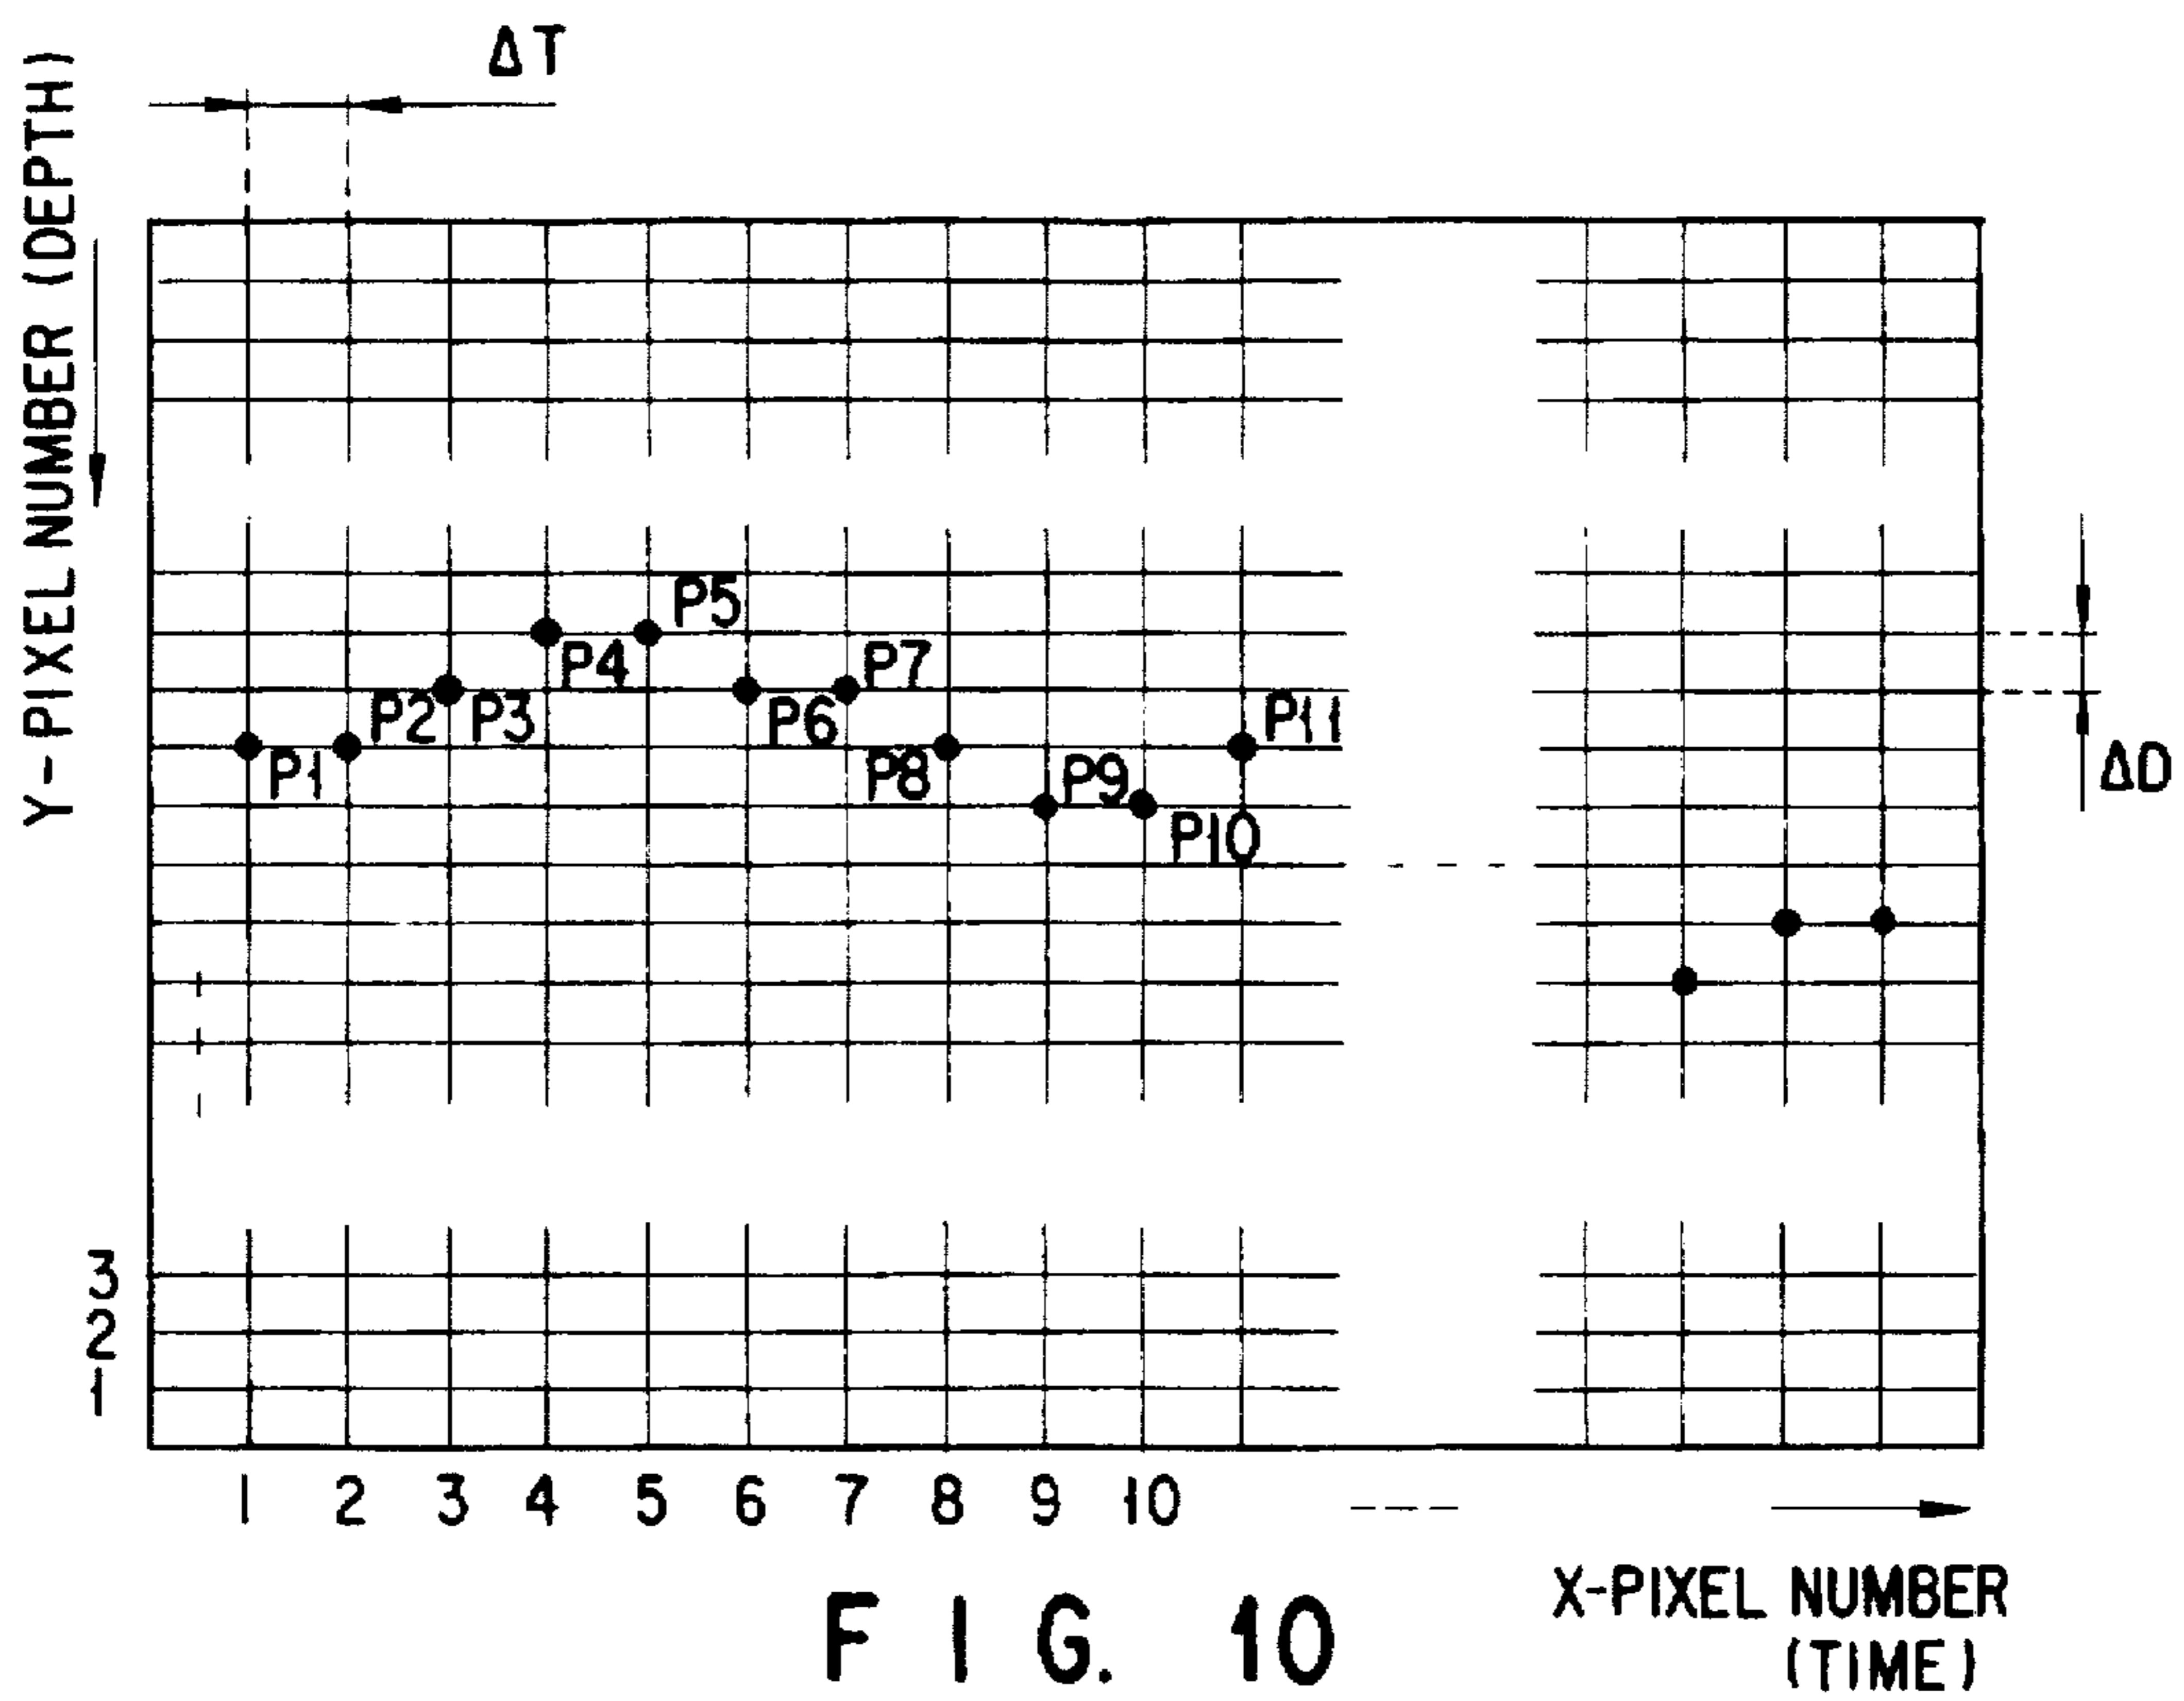 ΔT
Y-PIXEL NUMBER (DEPTH)
P5
P4
P7
P2
P3
P6
P11
P1
P8
P9
ΔD
P10
3
2
1
1 2 3 4 5 6 7 8 9 10
X-PIXEL NUMBER
(TIME)
FIG. 10